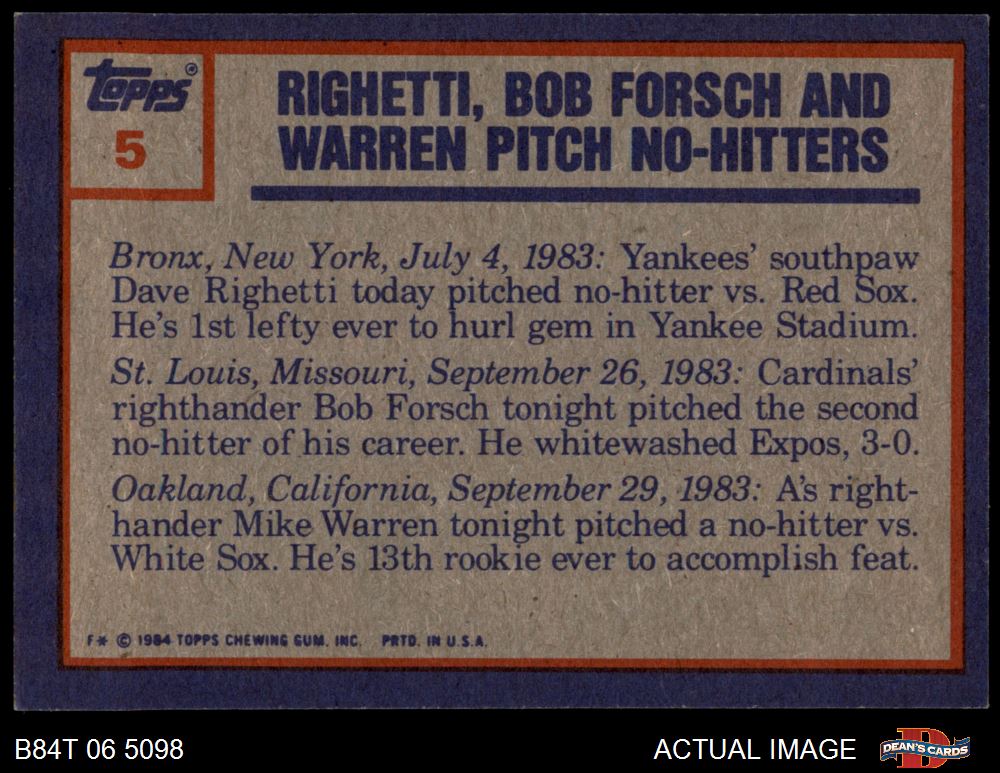 topps®
5
RIGHETTI, BOB FORSCH AND
WARREN PITCH NO-HITTERS
Bronx, New York, July 4, 1983: Yankees' southpaw
Dave Righetti today pitched no-hitter vs. Red Sox.
He's 1st lefty ever to hurl gem in Yankee Stadium.
St. Louis, Missouri, September 26, 1983: Cardinals'
righthander Bob Forsch tonight pitched the second
no-hitter of his career. He whitewashed Expos, 3-0.
Oakland, California, September 29, 1983: A's right-
hander Mike Warren tonight pitched a no-hitter vs.
White Sox. He's 13th rookie ever to accomplish feat.
F* © 1984 TOPPS CHEWING GUM, INC. PRTD. IN U.S.A.
B84T 06 5098
ACTUAL IMAGE
DEAN'S CARDS